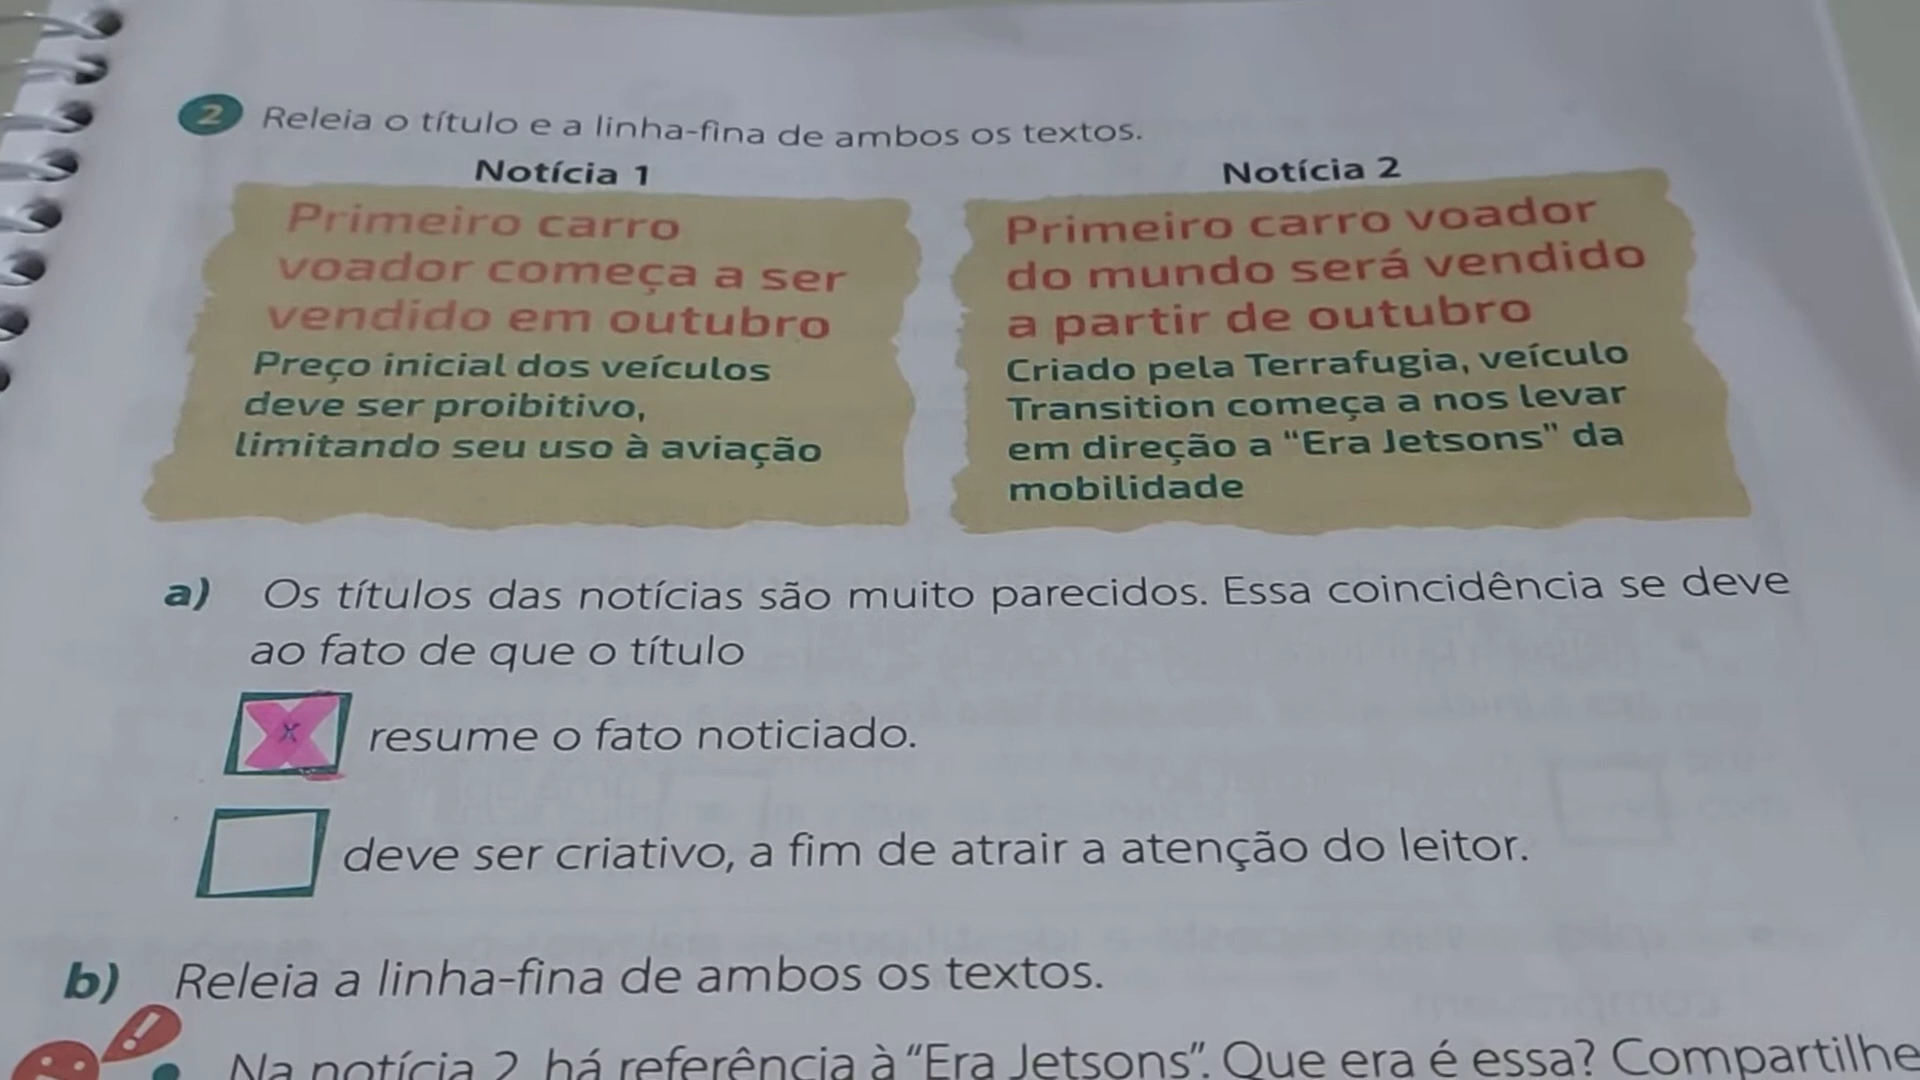 2 Releia o título e a linha-fina de ambos os textos.
Notícia 1
Primeiro carro
voador começa a ser
vendido em outubro
Preço inicial dos veículos
deve ser proibitivo,
limitando seu uso à aviação
Notícia 2
Primeiro carro voador
do mundo será vendido
a partir de outubro
Criado pela Terrafugia, veículo
Transition começa a nos levar
em direção a “Era Jetsons” da
mobilidade
a) Os títulos das notícias são muito parecidos. Essa coincidência se deve
ao fato de que o título
x resume o fato noticiado.
deve ser criativo, a fim de atrair a atenção do leitor.
b) Releia a linha-fina de ambos os textos.
!
Na notícia 2 há referência à “Era Jetsons”. Que era é essa? Compartilhe